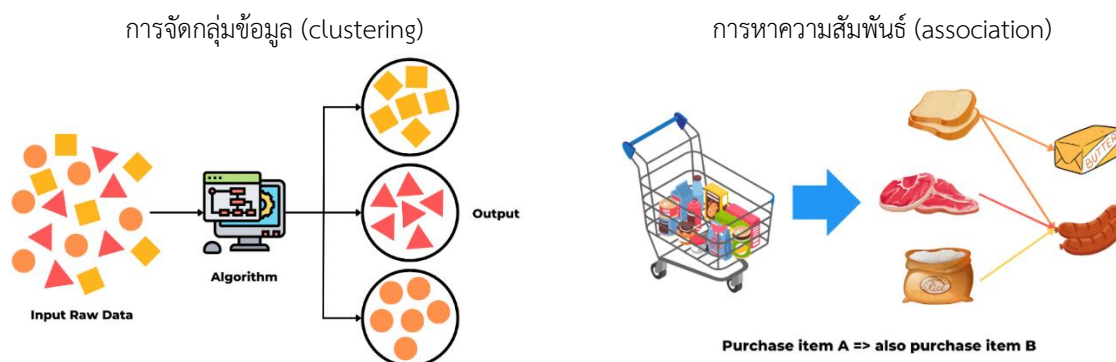 การจัดกลุ่มข้อมูล (clustering)
Input Raw Data
Algorithm
Output
การหาความสัมพันธ์ (association)
BUTTER
Rice
Purchase item A => also purchase item B